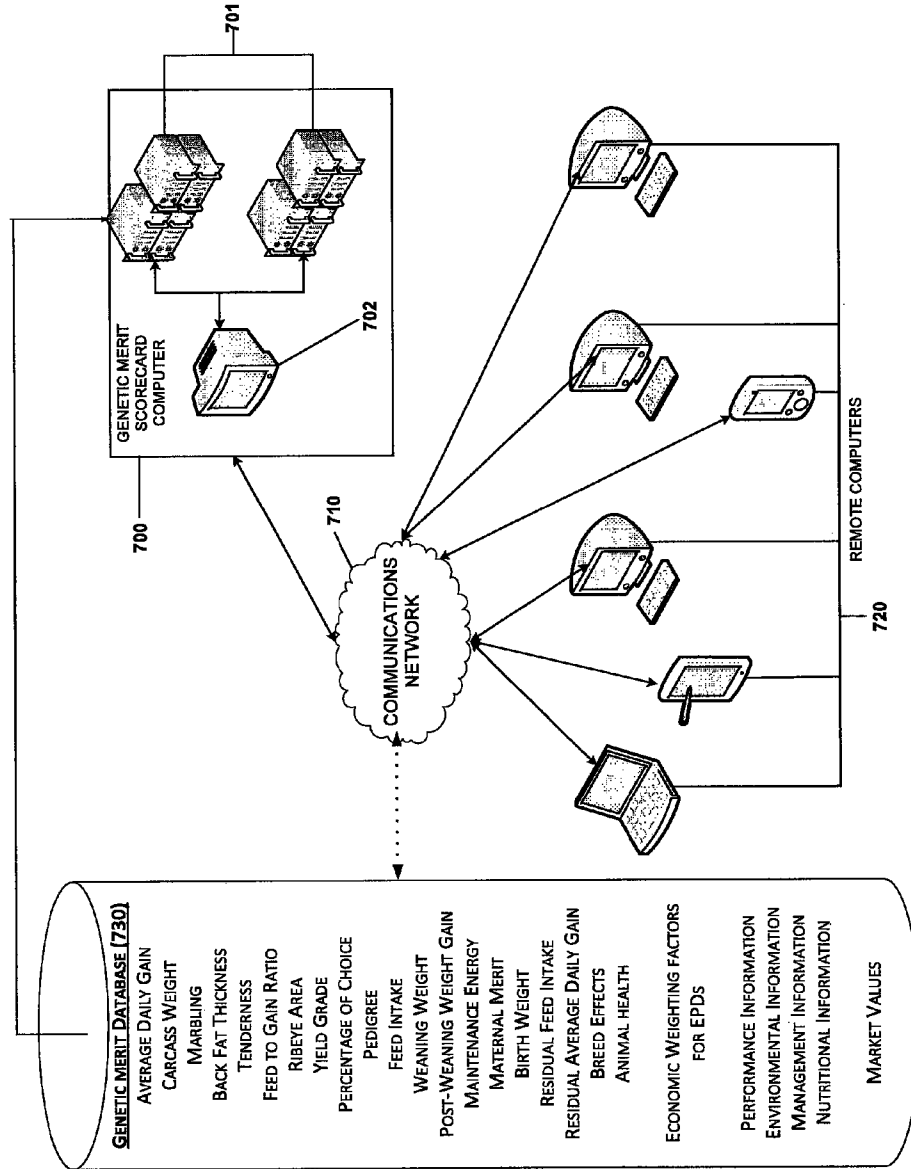 GENETIC MERIT DATABASE (730)
AVERAGE DAILY GAIN
CARCASS WEIGHT
MARBLING
BACK FAT THICKNESS
TENDERNESS
FEED TO GAIN RATIO
RIBEYE AREA
YIELD GRADE
PERCENTAGE OF CHOICE
PEDIGREE
FEED INTAKE
WEANING WEIGHT
POST-WEANING WEIGHT GAIN
MAINTENANCE ENERGY
MATERNAL MERIT
BIRTH WEIGHT
RESIDUAL FEED INTAKE
RESIDUAL AVERAGE DAILY GAIN
BREED EFFECTS
ANIMAL HEALTH
ECONOMIC WEIGHTING FACTORS
FOR EPDS
PERFORMANCE INFORMATION
ENVIRONMENTAL INFORMATION
MANAGEMENT INFORMATION
NUTRITIONAL INFORMATION
MARKET VALUES
COMMUNICATIONS
NETWORK
710
700
GENETIC MERIT
SCORECARD
COMPUTER
702
701
REMOTE COMPUTERS
720